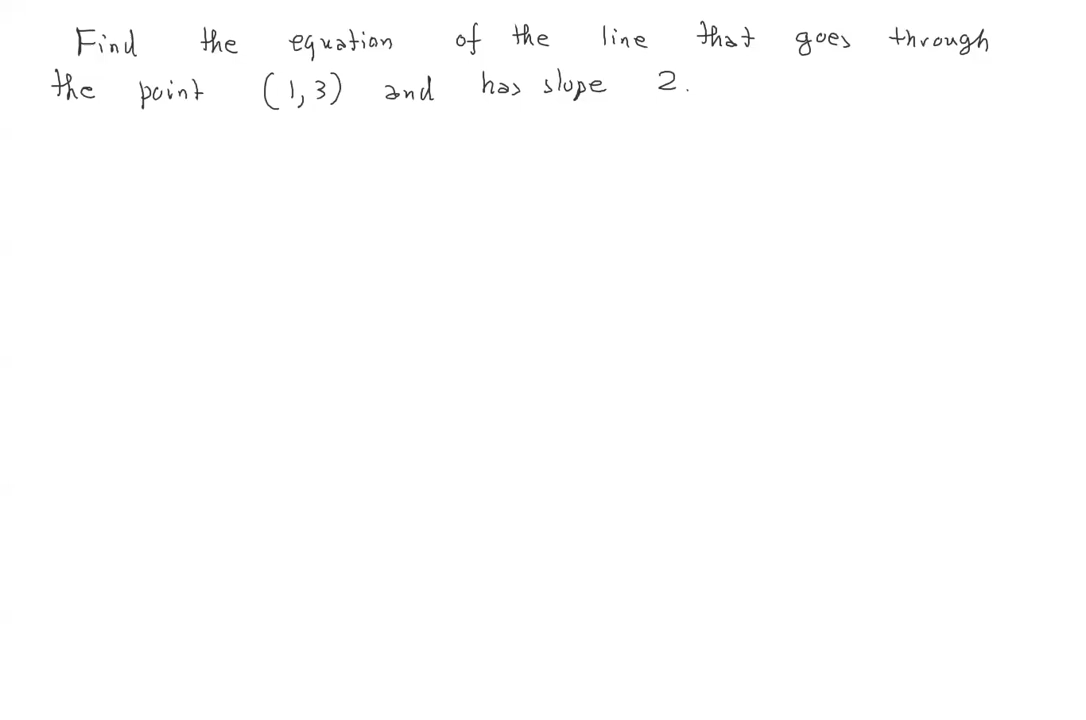 Find the equation of the line that goes through
the point (1,3) and has slope 2.